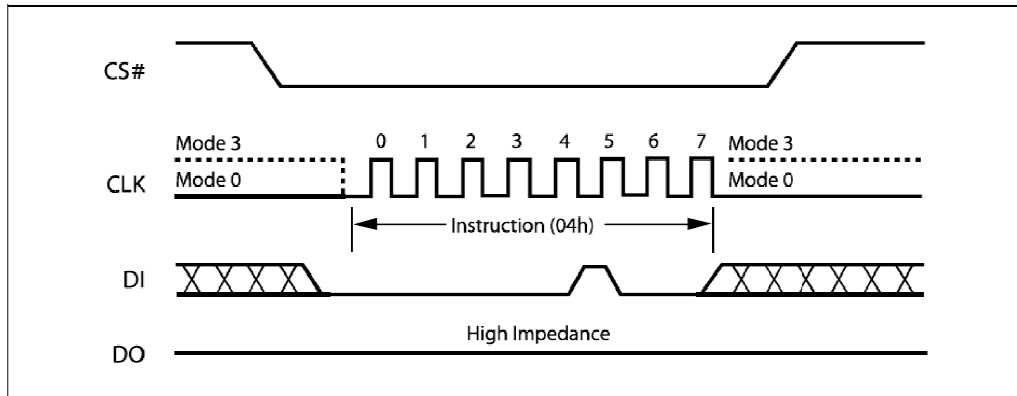 CS#
Mode 3
0 1 2 3 4 5 6 7
Mode 3
CLK
Mode 0
Mode 0
Instruction (04h)
DI
High Impedance
DO